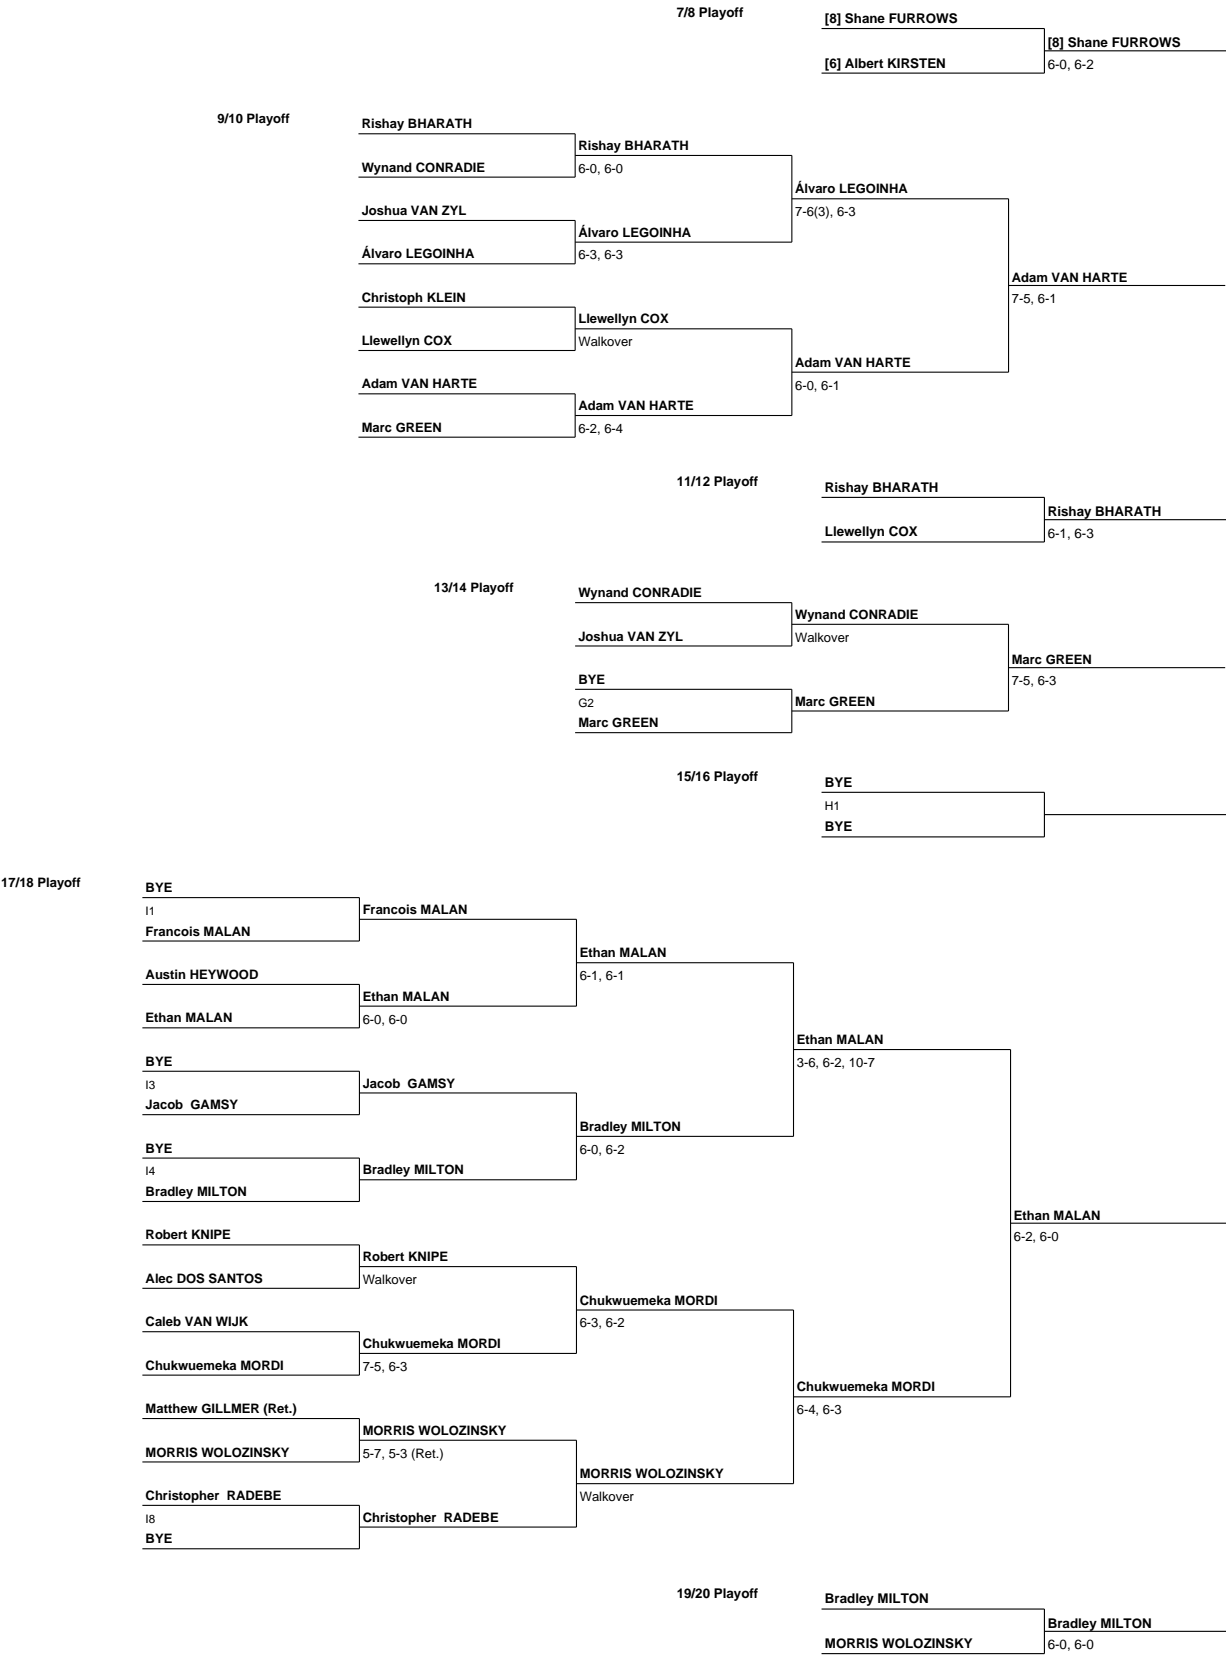 7/8 Playoff
[8] Shane FURROWS
[8] Shane FURROWS
[6] Albert KIRSTEN
6-0, 6-2
9/10 Playoff
Rishay BHARATH
Rishay BHARATH
Wynand CONRADIE
6-0, 6-0
Álvaro LEGOINHA
Joshua VAN ZYL
7-6(3), 6-3
Álvaro LEGOINHA
Álvaro LEGOINHA
6-3, 6-3
Adam VAN HARTE
Christoph KLEIN
7-5, 6-1
Llewellyn COX
Llewellyn COX
Walkover
Adam VAN HARTE
Adam VAN HARTE
6-0, 6-1
Adam VAN HARTE
Marc GREEN
6-2, 6-4
11/12 Playoff
Rishay BHARATH
Rishay BHARATH
Llewellyn COX
6-1, 6-3
13/14 Playoff
Wynand CONRADIE
Wynand CONRADIE
Joshua VAN ZYL
Walkover
Marc GREEN
BYE
7-5, 6-3
G2
Marc GREEN
Marc GREEN
15/16 Playoff
BYE
H1
BYE
17/18 Playoff
BYE
I1
Francois MALAN
Francois MALAN
Ethan MALAN
Austin HEYWOOD
6-1, 6-1
Ethan MALAN
Ethan MALAN
6-0, 6-0
Ethan MALAN
BYE
3-6, 6-2, 10-7
I3
Jacob GAMSY
Jacob GAMSY
Bradley MILTON
BYE
6-0, 6-2
I4
Bradley MILTON
Bradley MILTON
Ethan MALAN
Robert KNIPE
6-2, 6-0
Robert KNIPE
Alec DOS SANTOS
Walkover
Chukwuemeka MORDI
Caleb VAN WIJK
6-3, 6-2
Chukwuemeka MORDI
Chukwuemeka MORDI
7-5, 6-3
Chukwuemeka MORDI
Matthew GILLMER (Ret.)
6-4, 6-3
MORRIS WOLOZINSKY
MORRIS WOLOZINSKY
5-7, 5-3 (Ret.)
MORRIS WOLOZINSKY
Christopher RADEBE
Walkover
I8
Christopher RADEBE
BYE
19/20 Playoff
Bradley MILTON
Bradley MILTON
MORRIS WOLOZINSKY
6-0, 6-0